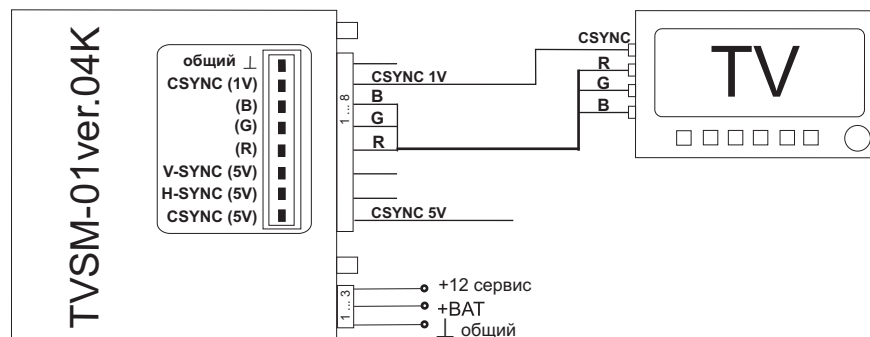 TVSM-01ver.04K
общий ⊥
CSYNC (1V)
(B)
(G)
(R)
V-SYNC (5V)
H-SYNC (5V)
CSYNC (5V)
1 ... 8
CSYNC 1V
B
G
R
CSYNC 5V
CSYNC
R
G
B
TV
1 ... 3
+12 сервис
+BAT
⊥ общий